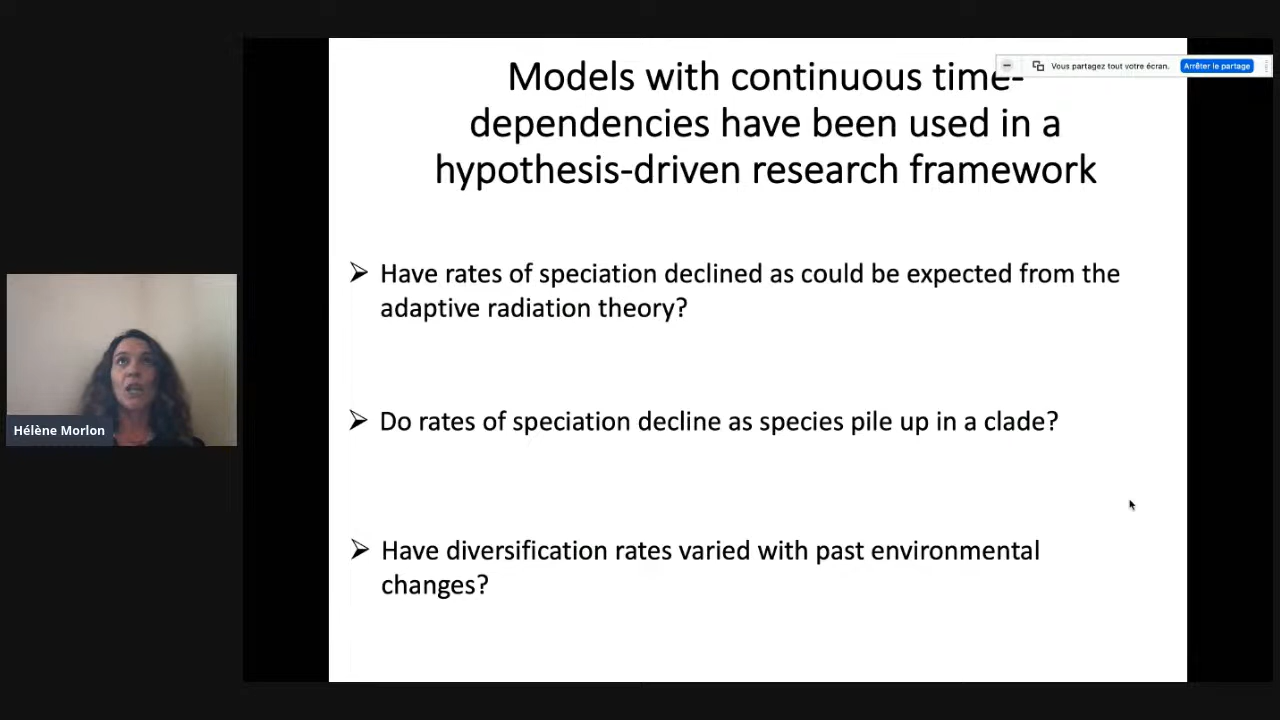 Models with continuous time-
dependencies have been used in a
hypothesis-driven research framework
Vous partagez tout votre écran.
Arrêter le partage
➢ Have rates of speciation declined as could be expected from the
adaptive radiation theory?
➢ Do rates of speciation decline as species pile up in a clade?
➢ Have diversification rates varied with past environmental
changes?
Hélène Morlon